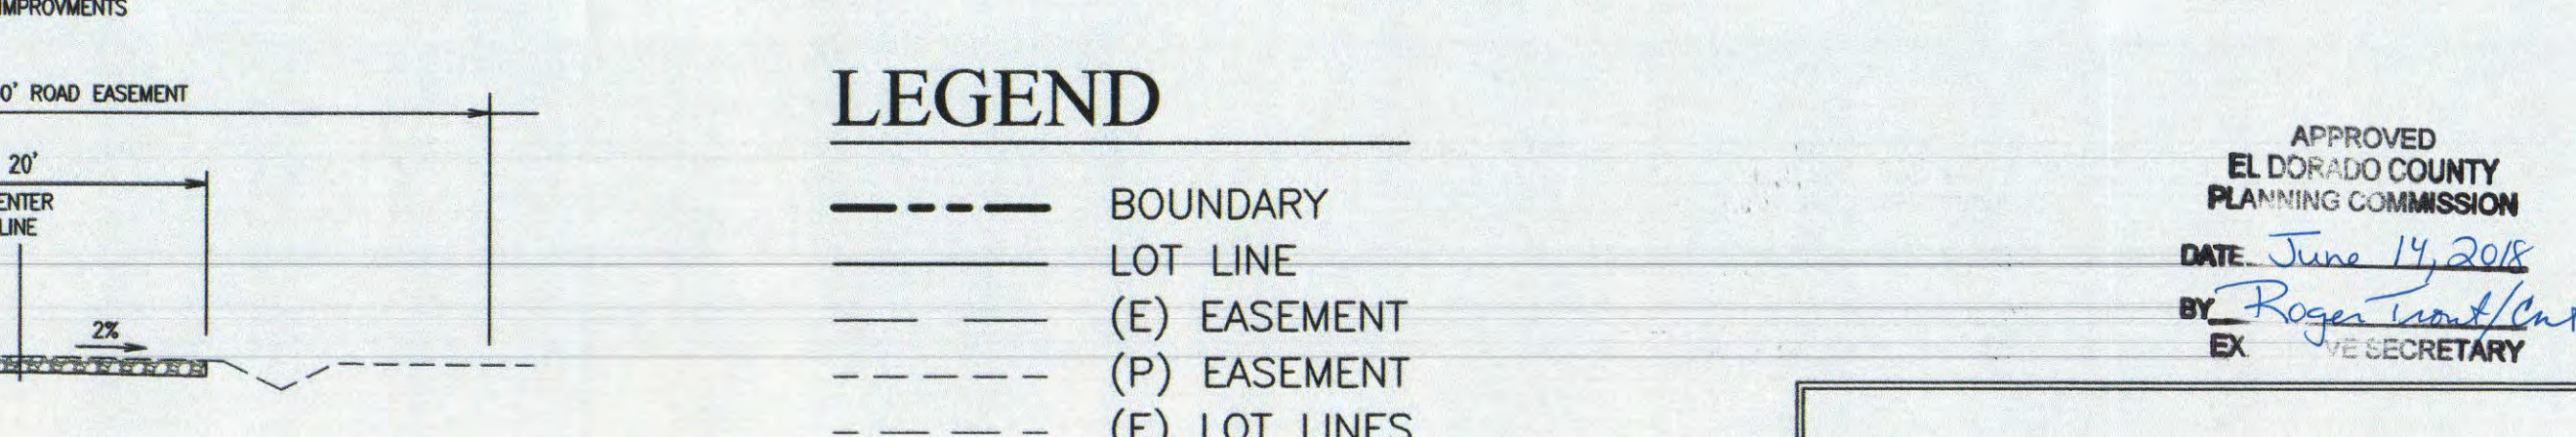 IMPROVMENTS
0' ROAD EASEMENT
20'
ENTER
LINE
2%
LEGEND
BOUNDARY
LOT LINE
(E) EASEMENT
(P) EASEMENT
(E) LOT LINES
APPROVED
EL DORADO COUNTY
PLANNING COMMISSION
DATE June 14, 2018
BY Roger Trout/
EX VE SECRETARY